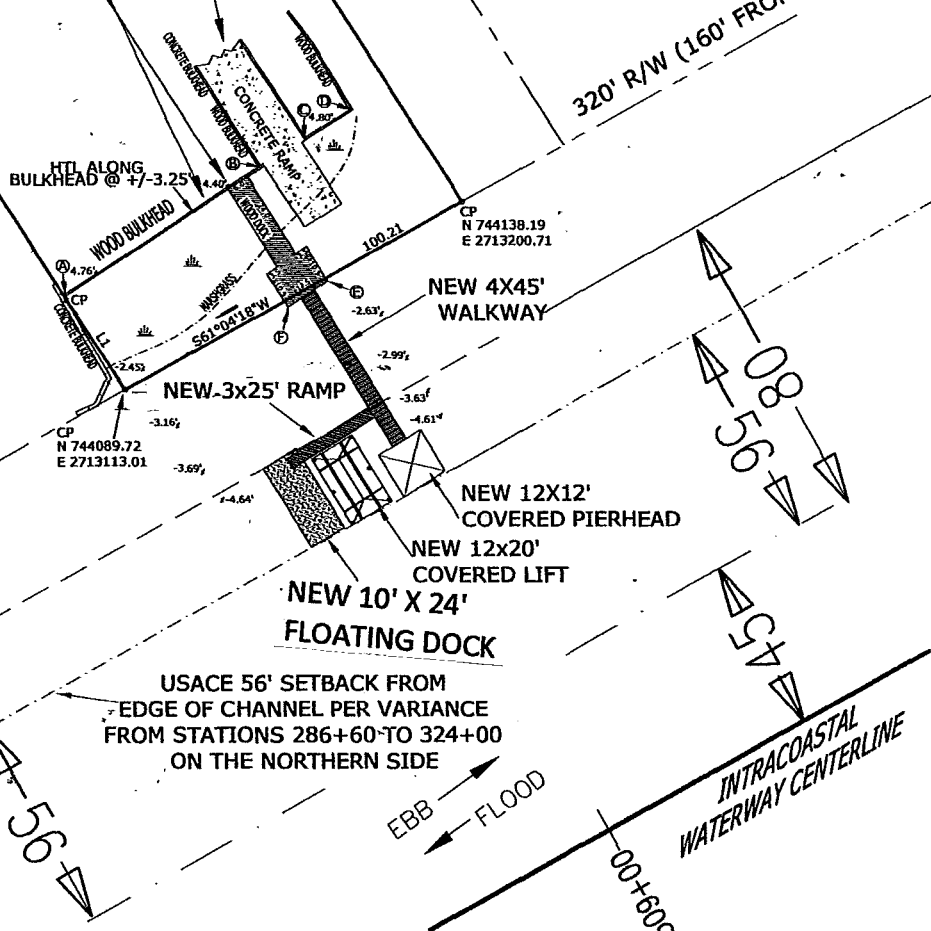 320' R/W (160' FRO
CONCRETE BULKHEAD
WOOD BULKHEAD
CONCRETE RAMP
WOOD BULKHEAD
C
D
4.80'
B
4.40'
HTL ALONG
BULKHEAD @ +/-3.25'
WOOD BULKHEAD
WOOD DOCK
A
4.76'
CP
CONCRETE BULKHEAD
L1
MARSHGRASS
S61°04'18"W
100.21
CP
N 744138.19
E 2713200.71
E
F
NEW 4X45'
WALKWAY
-2.63'
-2.99'
-3.63'
-4.61'
-2.45
-3.16'
-3.69'
-4.64'
NEW 3x25' RAMP
CP
N 744089.72
E 2713113.01
NEW 12X12'
COVERED PIERHEAD
NEW 12x20'
COVERED LIFT
NEW 10' X 24'
FLOATING DOCK
80
56
45
USACE 56' SETBACK FROM
EDGE OF CHANNEL PER VARIANCE
FROM STATIONS 286+60 TO 324+00
ON THE NORTHERN SIDE
56
EBB
FLOOD
INTRACOASTAL
WATERWAY CENTERLINE